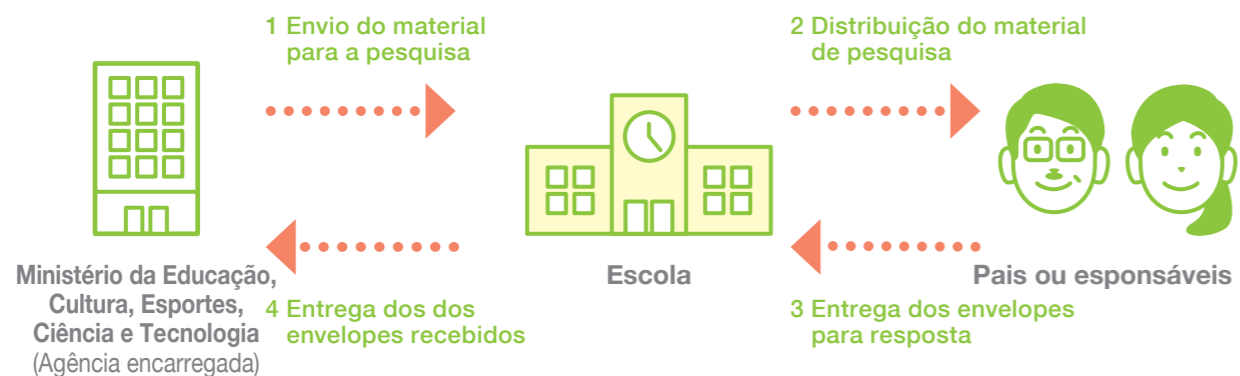 1 Envio do material
para a pesquisa
2 Distribuição do material
de pesquisa
Ministério da Educação,
Cultura, Esportes,
Ciência e Tecnologia
(Agência encarregada)
Escola
Pais ou esponsáveis
3 Entrega dos envelopes
para resposta
4 Entrega dos dos
envelopes recebidos